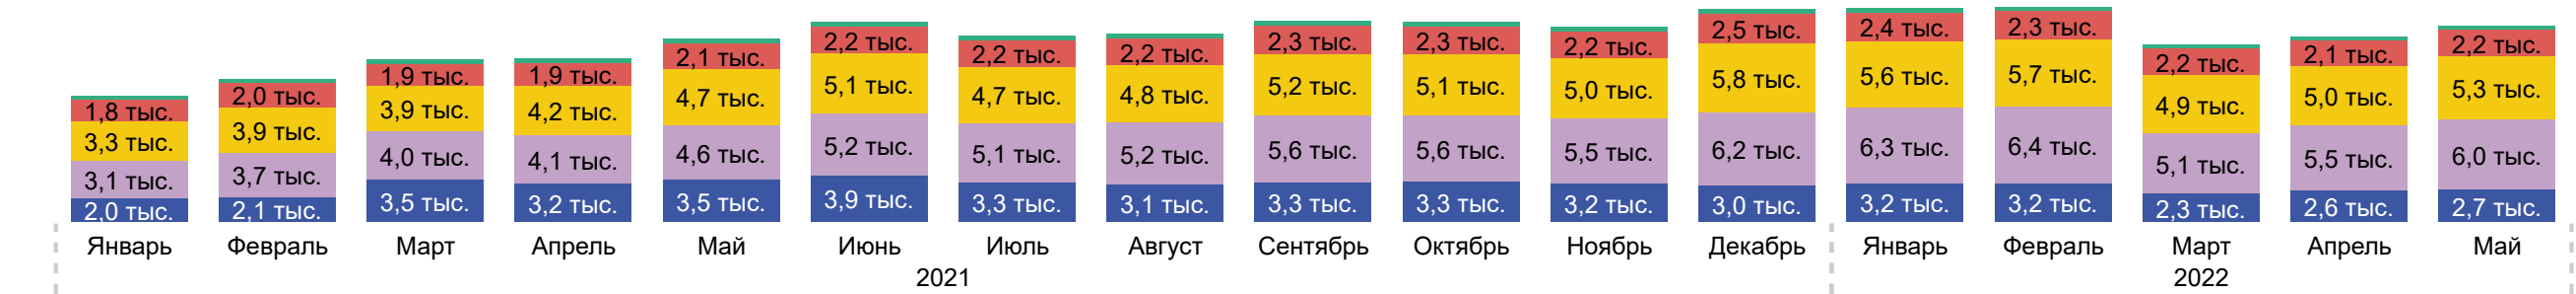 1,8 тыс. 2,0 тыс. 1,9 тыс. 1,9 тыс. 2,1 тыс. 2,2 тыс. 2,2 тыс. 2,2 тыс. 2,3 тыс. 2,3 тыс. 2,2 тыс. 2,5 тыс. 2,4 тыс. 2,3 тыс. 2,2 тыс. 2,1 тыс. 2,2 тыс.
3,3 тыс. 3,9 тыс. 3,9 тыс. 4,2 тыс. 4,7 тыс. 5,1 тыс. 4,7 тыс. 4,8 тыс. 5,2 тыс. 5,1 тыс. 5,0 тыс. 5,8 тыс. 5,6 тыс. 5,7 тыс. 4,9 тыс. 5,0 тыс. 5,3 тыс.
3,1 тыс. 3,7 тыс. 4,0 тыс. 4,1 тыс. 4,6 тыс. 5,2 тыс. 5,1 тыс. 5,2 тыс. 5,6 тыс. 5,6 тыс. 5,5 тыс. 6,2 тыс. 6,3 тыс. 6,4 тыс. 5,1 тыс. 5,5 тыс. 6,0 тыс.
2,0 тыс. 2,1 тыс. 3,5 тыс. 3,2 тыс. 3,5 тыс. 3,9 тыс. 3,3 тыс. 3,1 тыс. 3,3 тыс. 3,3 тыс. 3,2 тыс. 3,0 тыс. 3,2 тыс. 3,2 тыс. 2,3 тыс. 2,6 тыс. 2,7 тыс.
Январь Февраль Март Апрель Май Июнь Июль Август Сентябрь Октябрь Ноябрь Декабрь Январь Февраль Март Апрель Май
2021 2022